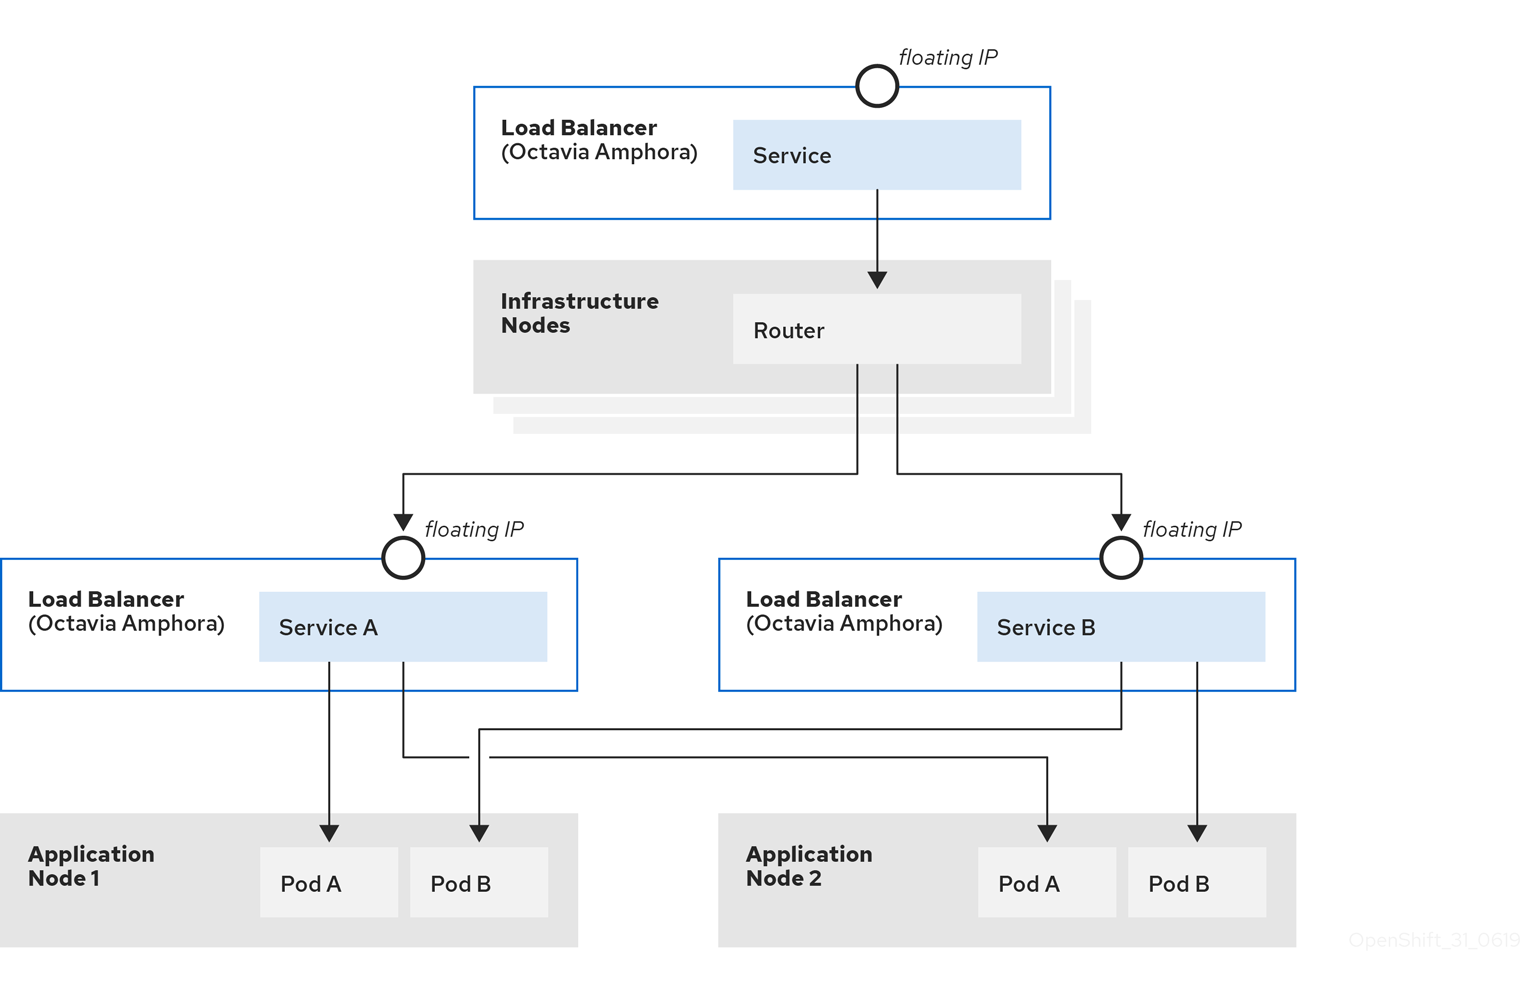 floating IP
Load Balancer
(Octavia Amphora)
Service
Infrastructure
Nodes
Router
floating IP
floating IP
Load Balancer
(Octavia Amphora)
Service A
Load Balancer
(Octavia Amphora)
Service B
Application
Node 1
Pod A
Pod B
Application
Node 2
Pod A
Pod B
OpenShift_31_0619